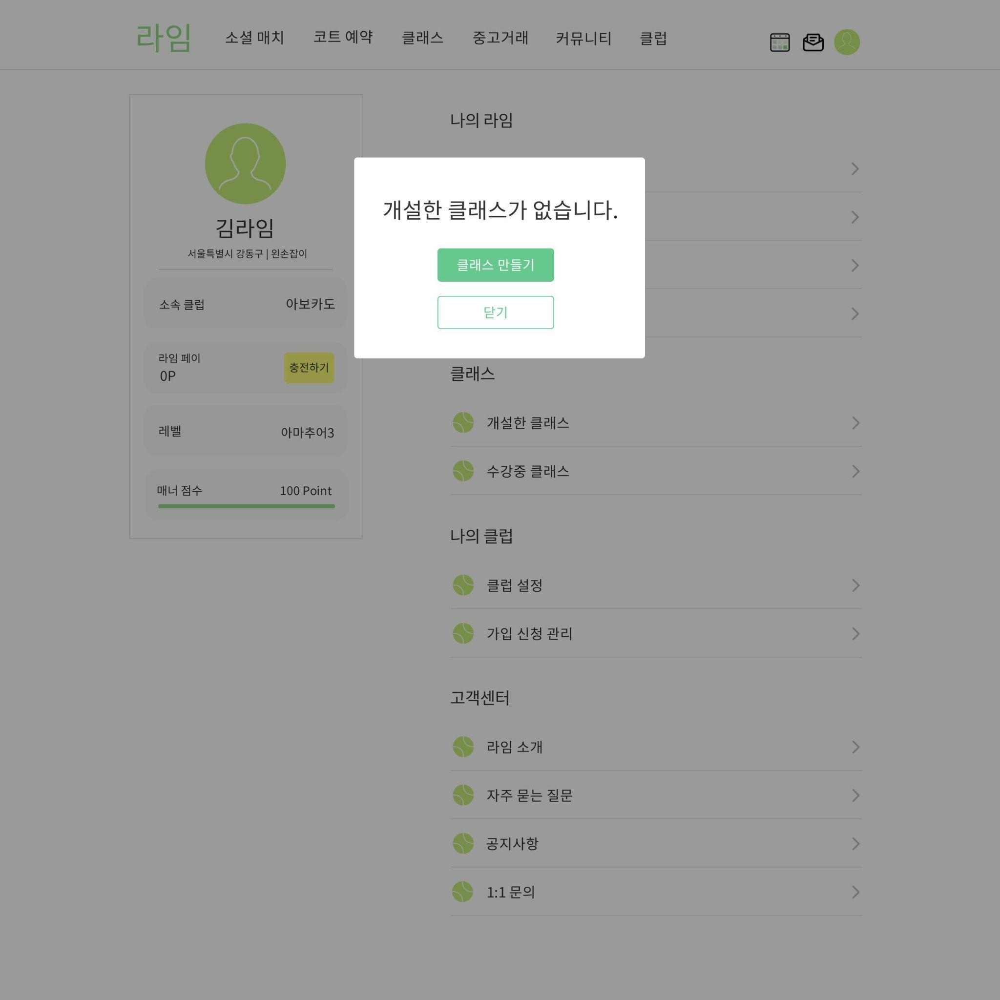 라임
소셜 매치 코트 예약 클래스 중고거래 커뮤니티 클럽
김라임
서울특별시 강동구 | 왼손잡이
소속 클럽 아보카도
라임 페이
0P
충전하기
레벨 아마추어3
매너 점수 100 Point
나의 라임
개설한 클래스가 없습니다.
클래스 만들기
닫기
클래스
개설한 클래스
수강중 클래스
나의 클럽
클럽 설정
가입 신청 관리
고객센터
라임 소개
자주 묻는 질문
공지사항
1:1 문의